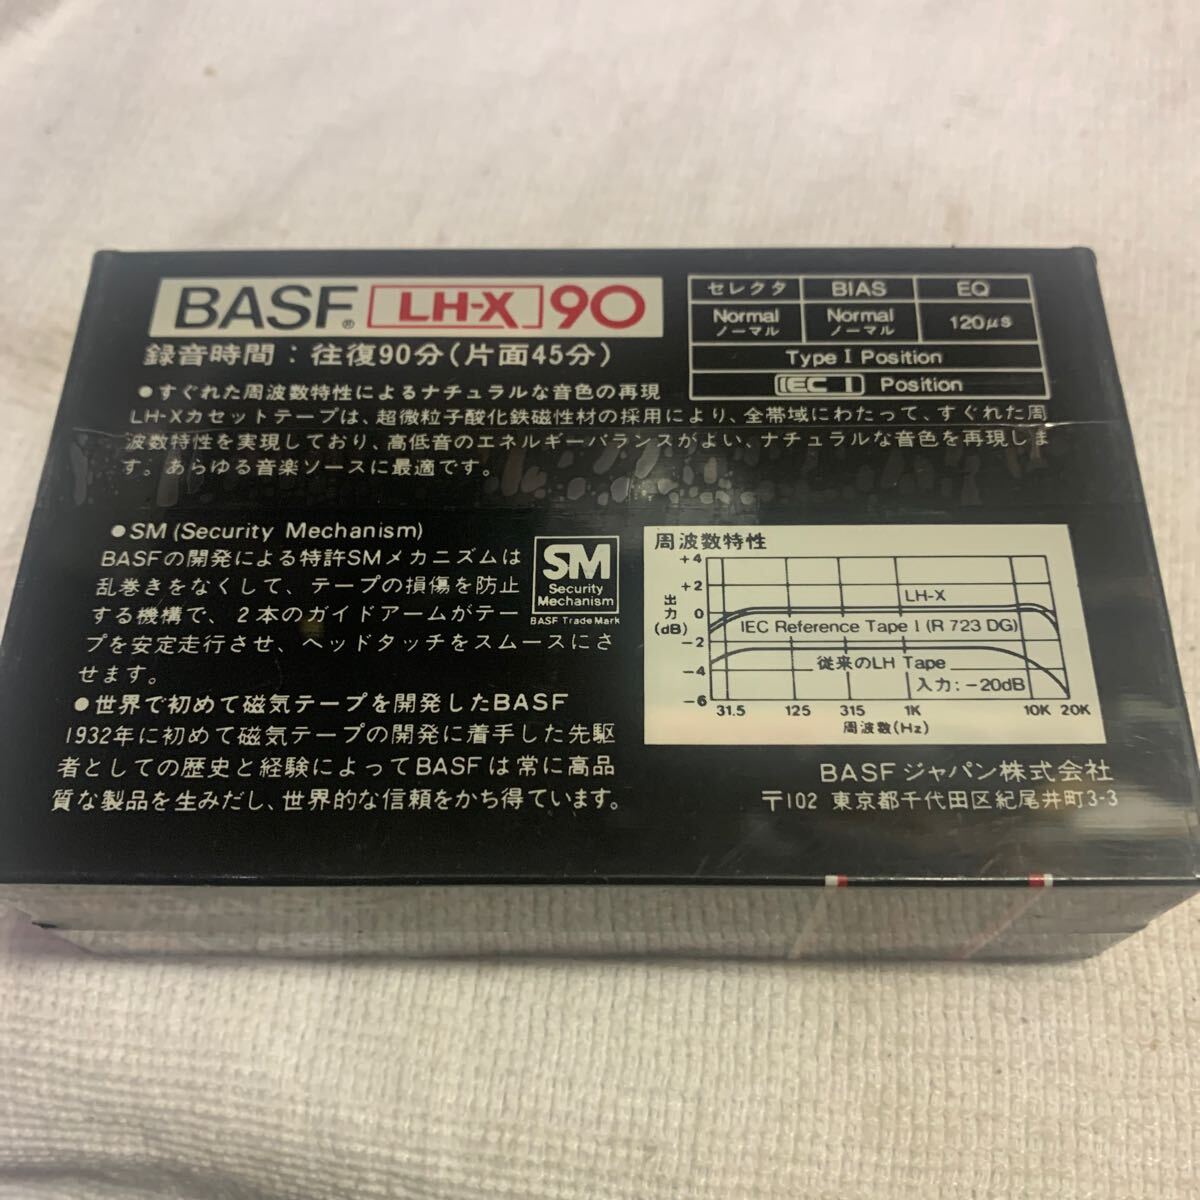 BASF® LH-X 90
録音時間：往復90分(片面45分)
セレクタ BIAS EQ
Normal ノーマル Normal ノーマル 120μs
Type I Position
IEC I Position
●すぐれた周波数特性によるナチュラルな音色の再現
LH-Xカセットテープは、超微粒子酸化鉄磁性材の採用により、全帯域にわたって、すぐれた周
波数特性を実現しており、高低音のエネルギーバランスがよい、ナチュラルな音色を再現しま
す。あらゆる音楽ソースに最適です。
●SM (Security Mechanism)
BASFの開発による特許SMメカニズムは
乱巻きをなくして、テープの損傷を防止
する機構で、2本のガイドアームがテー
プを安定走行させ、ヘッドタッチをスムースにさ
せます。
SM
Security
Mechanism
BASF Trade Mark
●世界で初めて磁気テープを開発したBASF
1932年に初めて磁気テープの開発に着手した先駆
者としての歴史と経験によってBASFは常に高品
質な製品を生みだし、世界的な信頼をかち得ています。
周波数特性
出力(dB)
+4
+2
0
-2
-4
-6
LH-X
IEC Reference Tape I (R 723 DG)
従来のLH Tape
入力：-20dB
31.5 125 315 1K 10K 20K
周波数(Hz)
BASFジャパン株式会社
〒102 東京都千代田区紀尾井町3-3